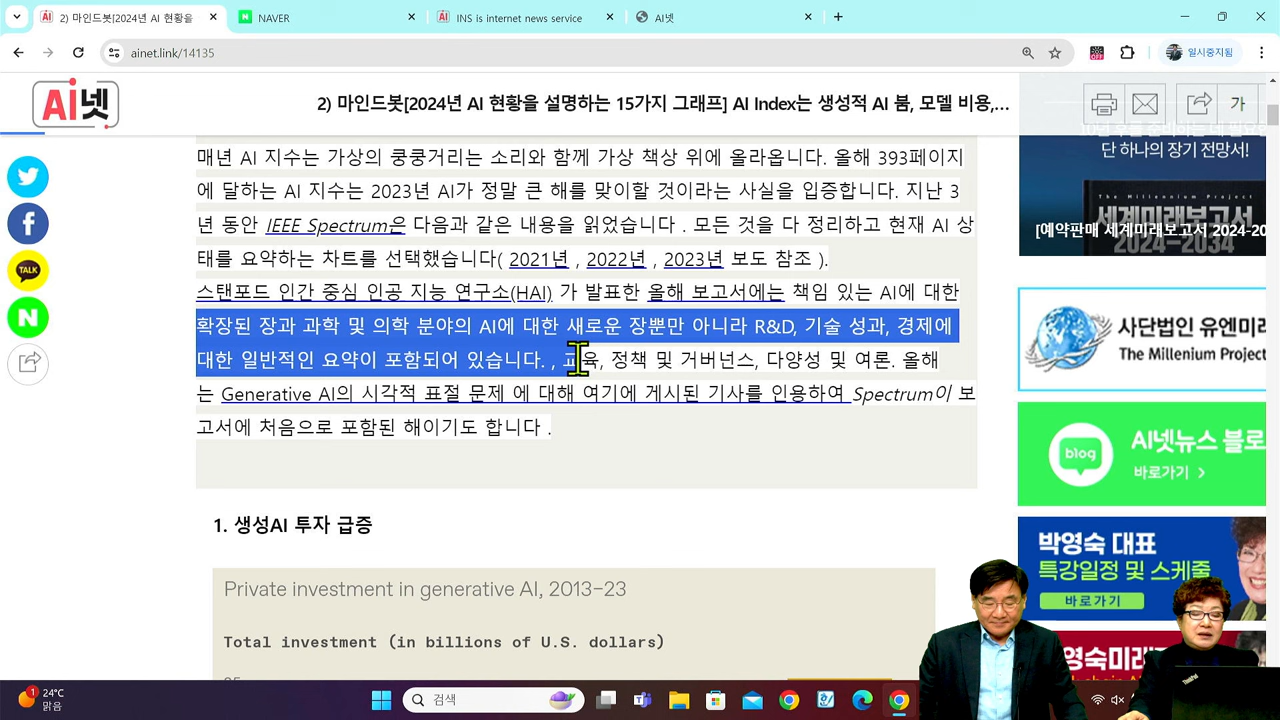 2) 마인드봇[2024년 AI 현황을
NAVER
INS is internet news service
AI넷
ainet.link/14135
일시중지됨
Ai넷
2) 마인드봇[2024년 AI 현황을 설명하는 15가지 그래프] AI Index는 생성적 AI 붐, 모델 비용,...
가
매년 AI 지수는 가상의 쿵쿵거리는 소리와 함께 가상 책상 위에 올라옵니다. 올해 393페이지
에 달하는 AI 지수는 2023년 AI가 정말 큰 해를 맞이할 것이라는 사실을 입증합니다. 지난 3
년 동안 IEEE Spectrum은 다음과 같은 내용을 읽었습니다 . 모든 것을 다 정리하고 현재 AI 상
태를 요약하는 차트를 선택했습니다( 2021년 , 2022년 , 2023년 보도 참조 ).
스탠포드 인간 중심 인공 지능 연구소(HAI) 가 발표한 올해 보고서에는 책임 있는 AI에 대한
확장된 장과 과학 및 의학 분야의 AI에 대한 새로운 장뿐만 아니라 R&D, 기술 성과, 경제에
대한 일반적인 요약이 포함되어 있습니다. , 교육, 정책 및 거버넌스, 다양성 및 여론. 올해
는 Generative AI의 시각적 표절 문제 에 대해 여기에 게시된 기사를 인용하여 Spectrum이 보
고서에 처음으로 포함된 해이기도 합니다 .
1. 생성AI 투자 급증
Private investment in generative AI, 2013–23
Total investment (in billions of U.S. dollars)
TALK
N
단 하나의 장기 전망서!
The Millennium Project
세계미래보고서
2024-2034
[예약판매 세계미래보고서 2024-20
사단법인 유엔미래
The Millenium Project
blog
AI넷뉴스 블로
바로가기 >
박영숙 대표
특강일정 및 스케줄
바로가기
박영숙미래
1
24°C
맑음
검색